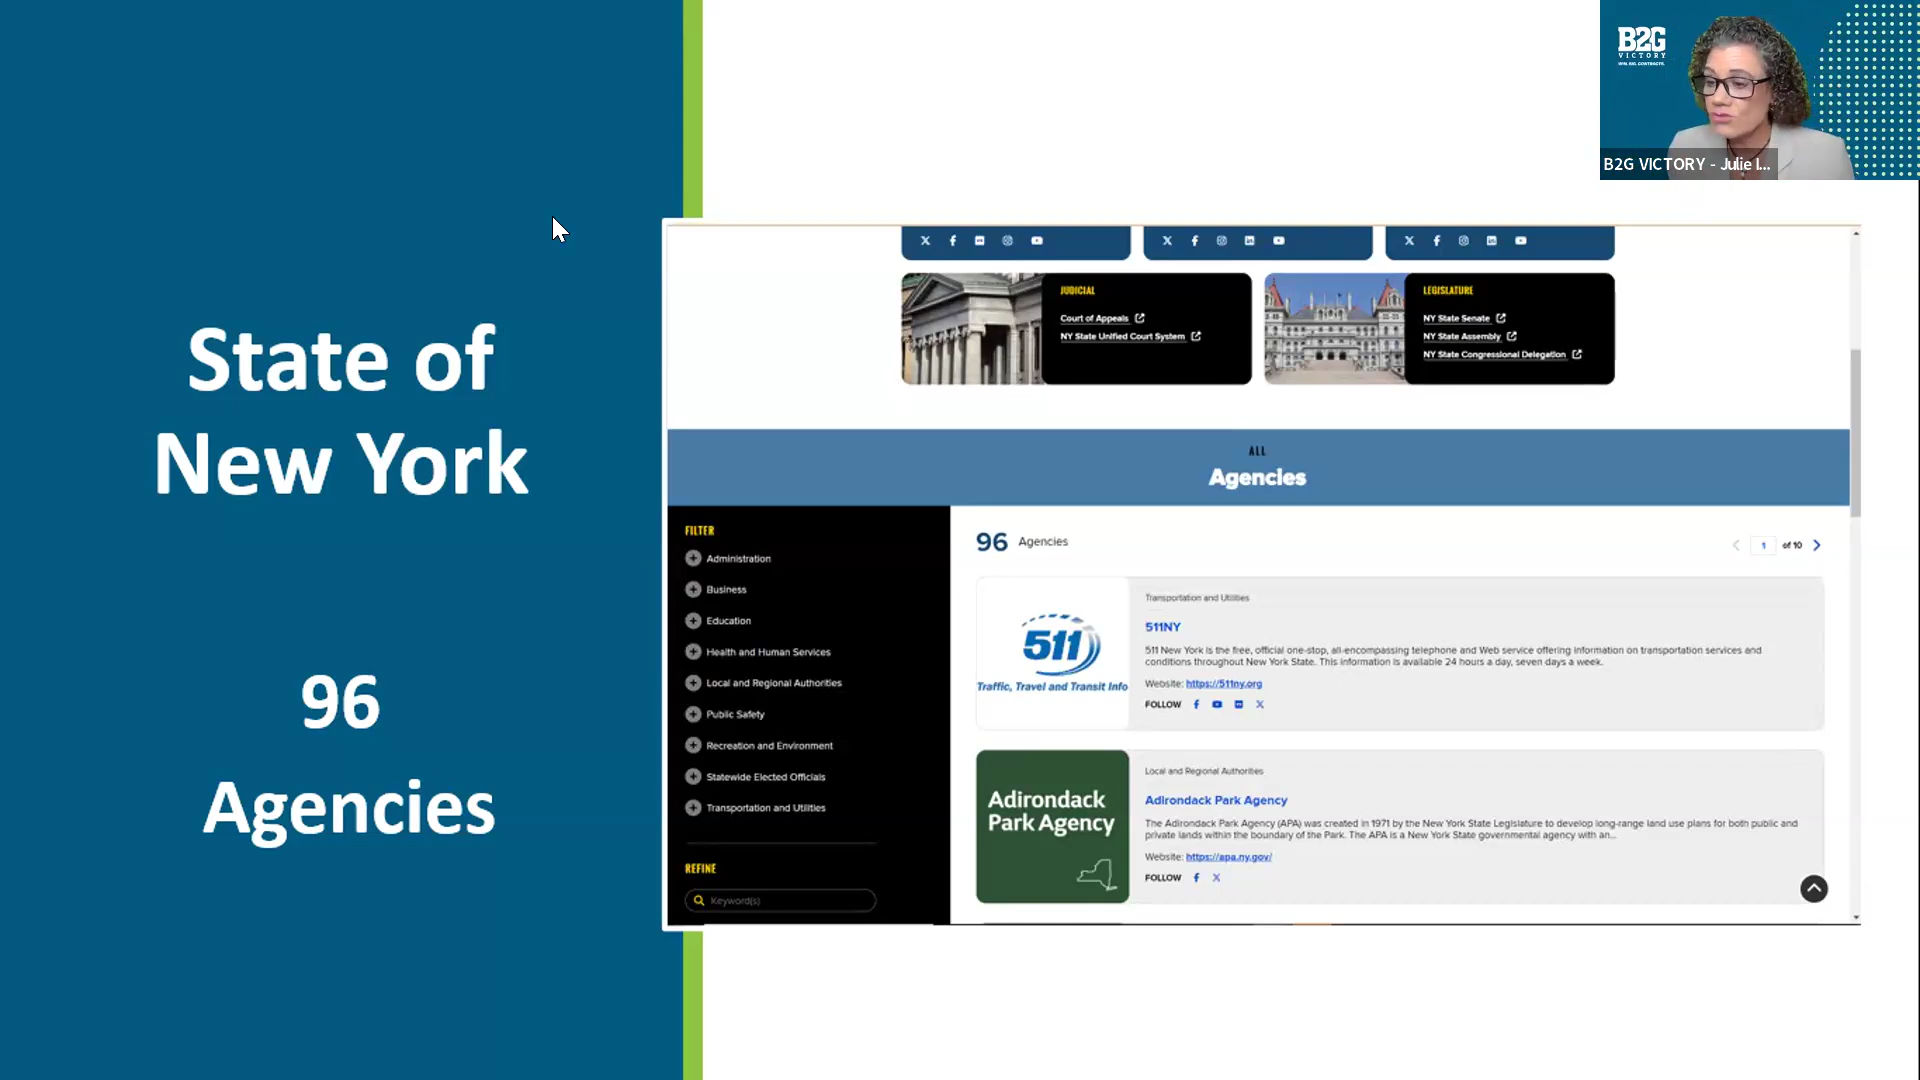 State of
New York
96
Agencies
B2G
VICTORY
WIN. BIG. CONTRACTS.
B2G VICTORY - Julie I...
JUDICIAL
Court of Appeals
NY State Unified Court System
LEGISLATURE
NY State Senate
NY State Assembly
NY State Congressional Delegation
ALL
Agencies
FILTER
Administration
Business
Education
Health and Human Services
Local and Regional Authorities
Public Safety
Recreation and Environment
Statewide Elected Officials
Transportation and Utilities
REFINE
Keyword(s)
96 Agencies
1 of 10
511
Traffic, Travel and Transit Info
Transportation and Utilities
511NY
511 New York is the free, official one-stop, all-encompassing telephone and Web service offering information on transportation services and
conditions throughout New York State. This information is available 24 hours a day, seven days a week.
Website: https://511ny.org
FOLLOW
Adirondack
Park Agency
Local and Regional Authorities
Adirondack Park Agency
The Adirondack Park Agency (APA) was created in 1971 by the New York State Legislature to develop long-range land use plans for both public and
private lands within the boundary of the Park. The APA is a New York State governmental agency with an...
Website: https://apa.ny.gov/
FOLLOW